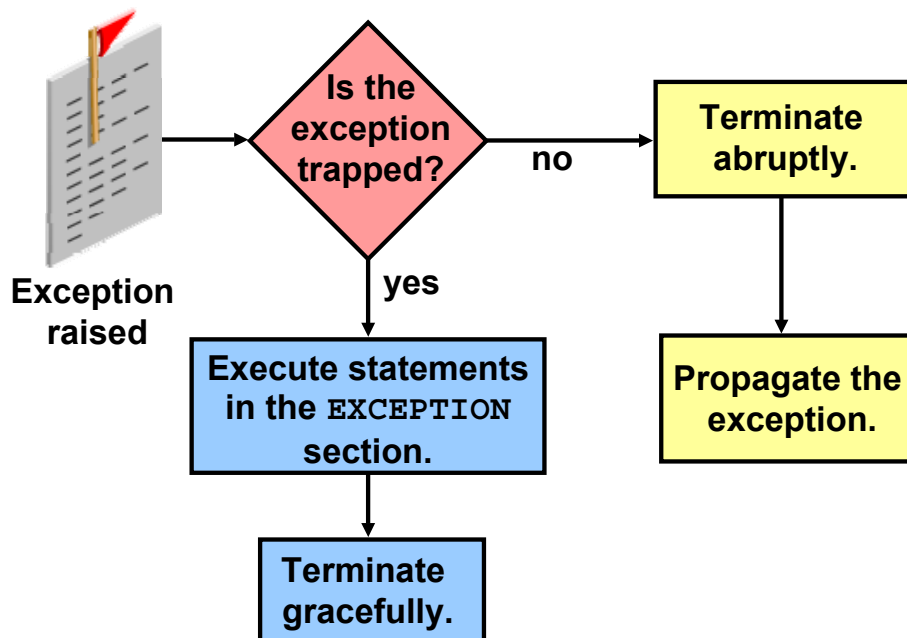 Exception
raised
Is the
exception
trapped?
no
Terminate
abruptly.
Propagate the
exception.
yes
Execute statements
in the EXCEPTION
section.
Terminate
gracefully.